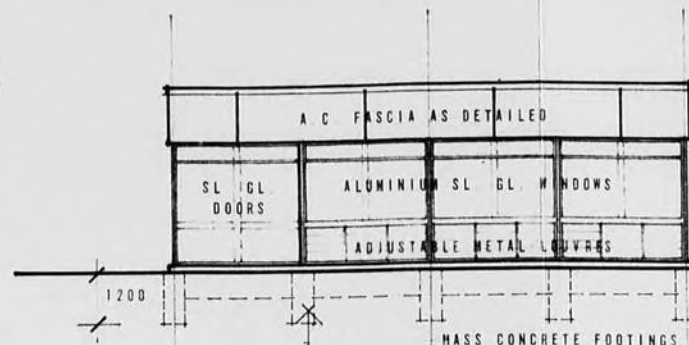 A.C. FASCIA AS DETAILED
SL. GL. DOORS
ALUMINIUM SL. GL. WINDOWS
ADJUSTABLE METAL LOUVRES
1200
MASS CONCRETE FOOTINGS